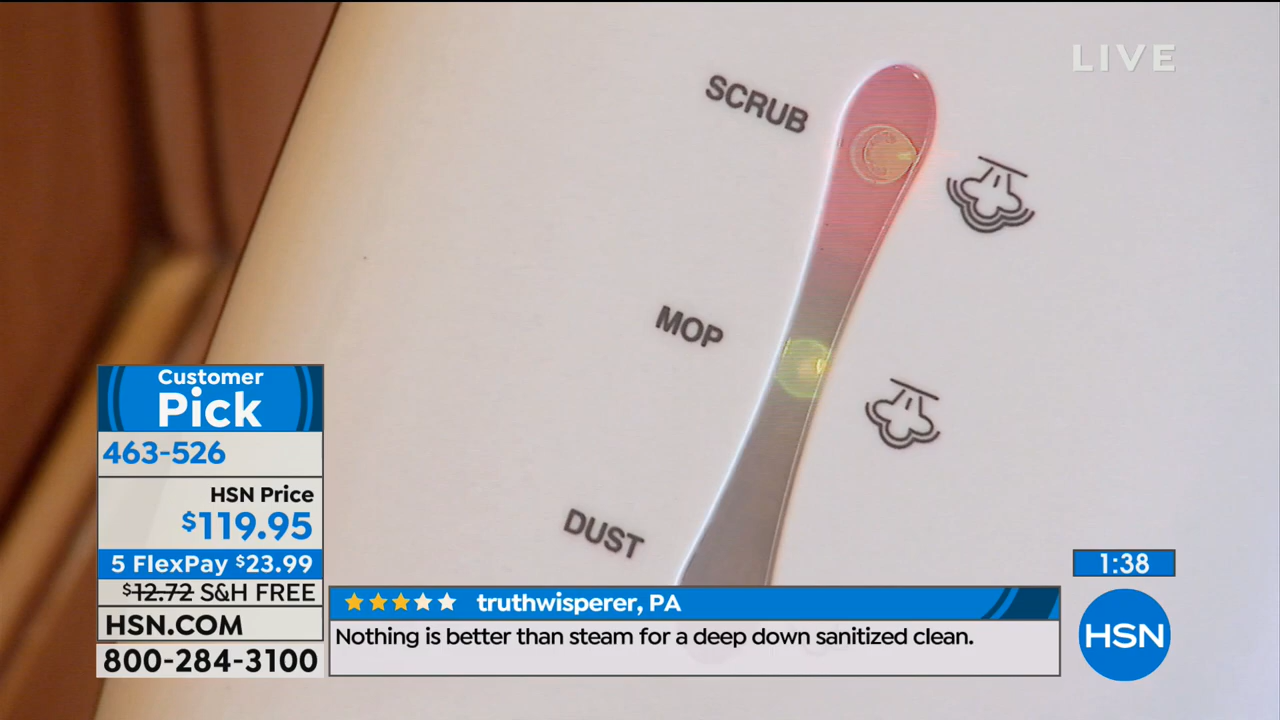 LIVE
SCRUB
MOP
DUST
Customer
Pick
463-526
HSN Price
$119.95
5 FlexPay $23.99
$12.72 S&H FREE
HSN.COM
800-284-3100
truthwisperer, PA
Nothing is better than steam for a deep down sanitized clean.
1:38
HSN